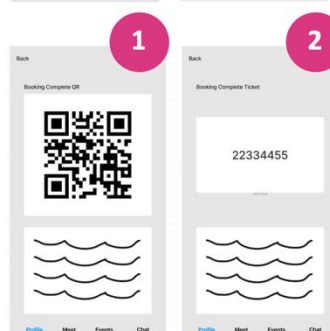 1
Back
Booking Complete QR
Profile Meet Events Chat
2
Back
Booking Complete Ticket
22334455
Profile Meet Events Chat